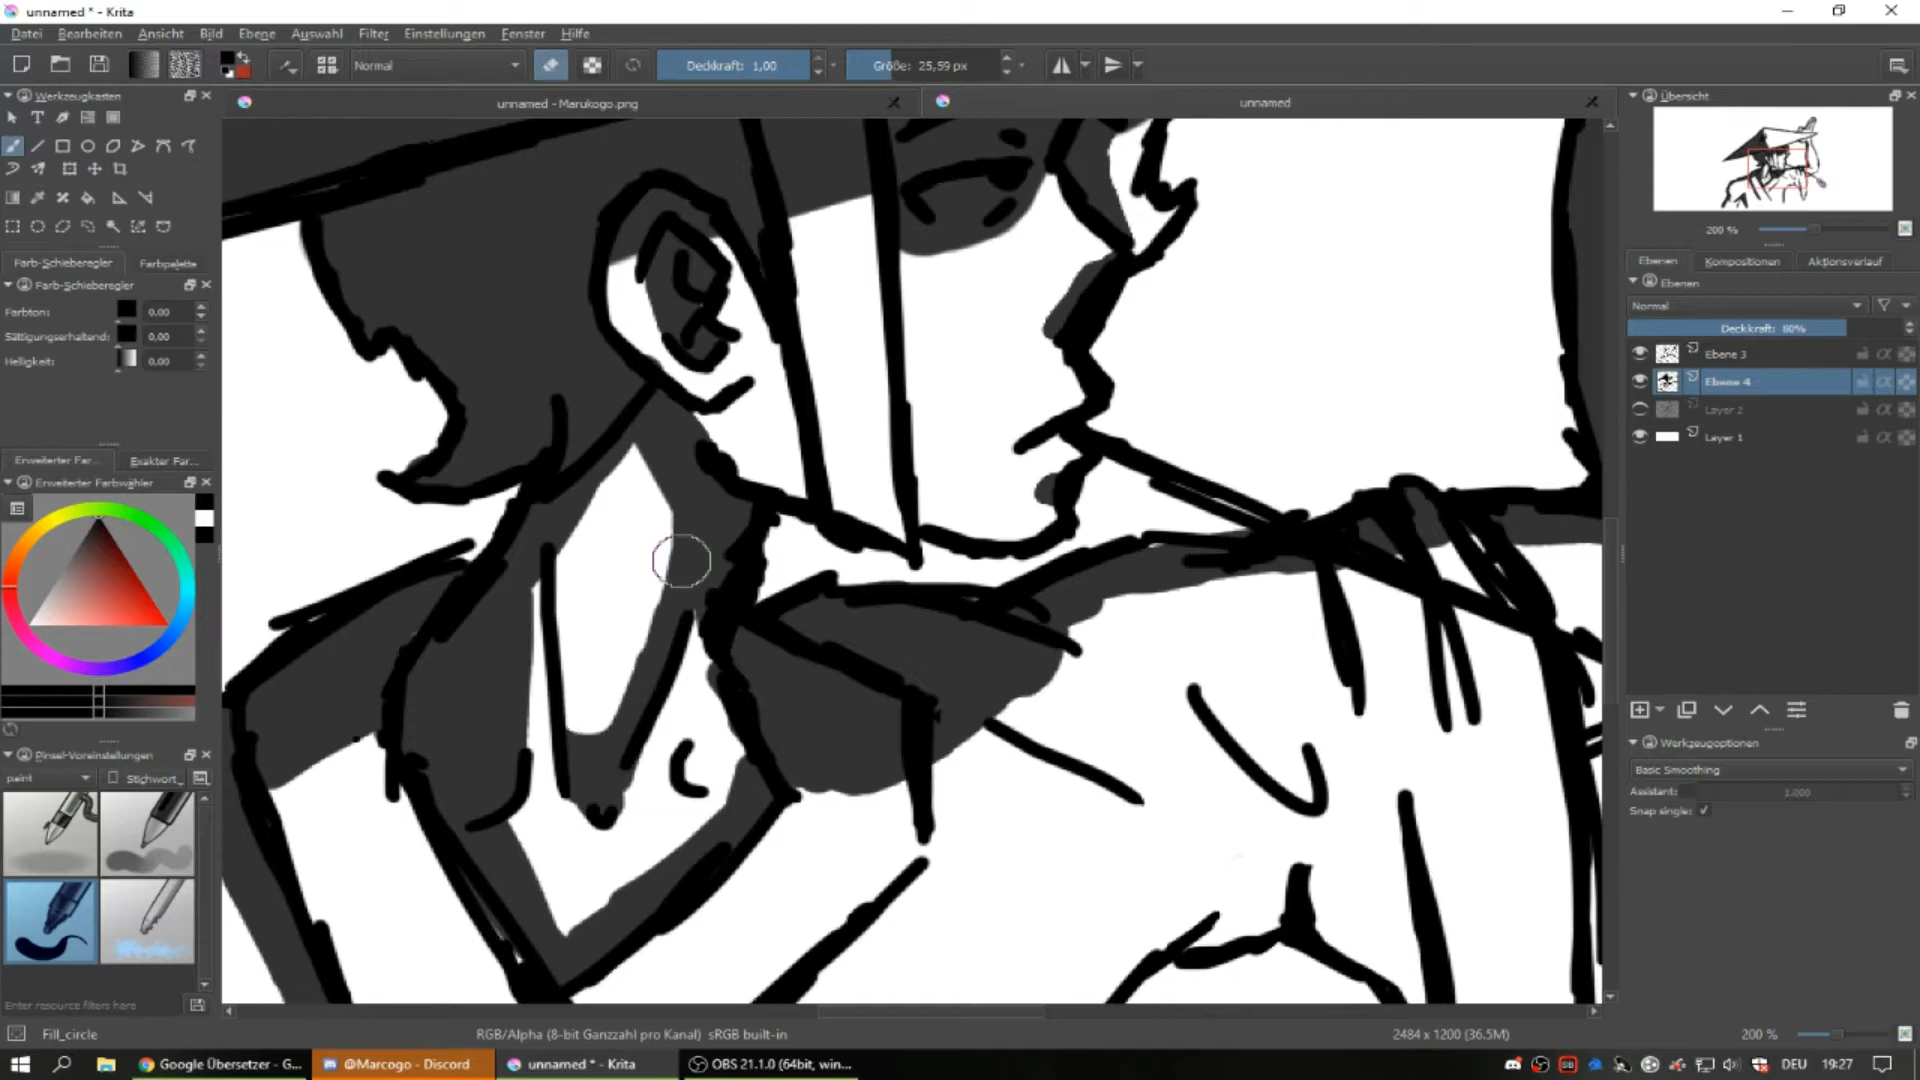 unnamed * - Krita
Datei Bearbeiten Ansicht Bild Ebene Auswahl Filter Einstellungen Fenster Hilfe
Normal Deckkraft: 1,00 Größe: 25,59 px
Werkzeugkasten
unnamed - Marukogo.png
unnamed
Übersicht
200 %
Farb-Schieberegler Farbpalette
Farb-Schieberegler
Farbton: 0,00
Sättigungserhaltend: 0,00
Helligkeit: 0,00
Ebenen Kompositionen Aktionsverlauf
Ebenen
Normal
Deckkraft: 80%
Ebene 3
Ebene 4
Layer 2
Layer 1
Erweiterter Far... Exakter Far...
Erweiterter Farbwähler
Werkzeugoptionen
Basic Smoothing
Assistant: 1.000
Snap single:
Pinsel-Voreinstellungen
paint Stichwort
Enter resource filters here
Fill_circle
RGB/Alpha (8-bit Ganzzahl pro Kanal) sRGB built-in
2484 x 1200 (36,5M)
200 %
Google Übersetzer - G...
@Marcogo - Discord
unnamed * - Krita
OBS 21.1.0 (64bit, win...
DEU
19:27